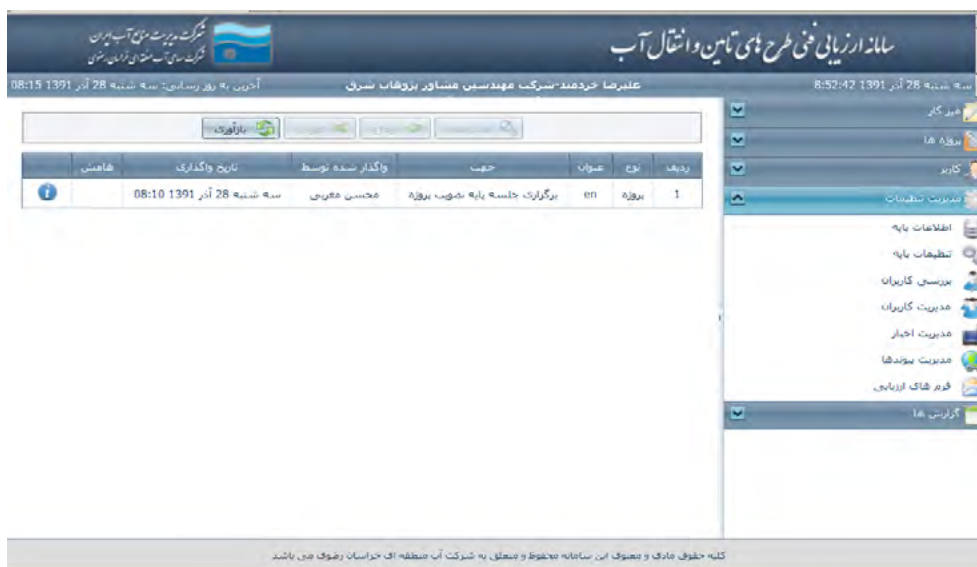 سامانه ارزیابی فنی طرح های تامین و انتقال آب
شرکت مدیریت منابع آب ایران
شرکت سهامی آب منطقه ای خراسان رضوی
سه شنبه 28 آذر 1391 8:52:42
علیرضا خردمند-شرکت مهندسین مشاور پژوهاب شرق
آخرین به روز رسانی: سه شنبه 28 آذر 1391 08:15
میز کار
پروژه ها
کاربر
مدیریت تنظیمات
اطلاعات پایه
تنظیمات پایه
بررسی کاربران
مدیریت کاربران
مدیریت اخبار
مدیریت پیوندها
فرم های ارزیابی
گزارش ها
بازآوری
ردیف نوع عنوان جهت واگذار شده توسط تاریخ واگذاری هامش
1 پروژه en برگزاری جلسه پایه تصویب پروژه محسن مغربی سه شنبه 28 آذر 1391 08:10
کلیه حقوق مادی و معنوی این سامانه محفوظ و متعلق به شرکت آب منطقه ای خراسان رضوی می باشد